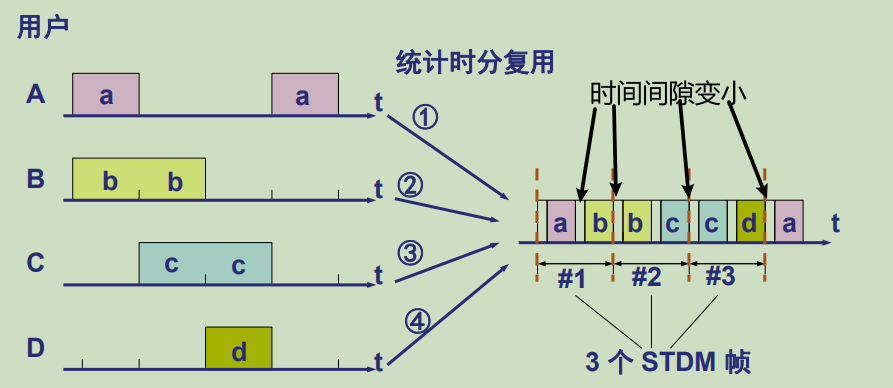 用户
统计时分复用
时间间隙变小
A a a t ①
B b b t ②
C c c t ③
D d t ④
a b b c c d a t
#1 #2 #3
3 个 STDM 帧